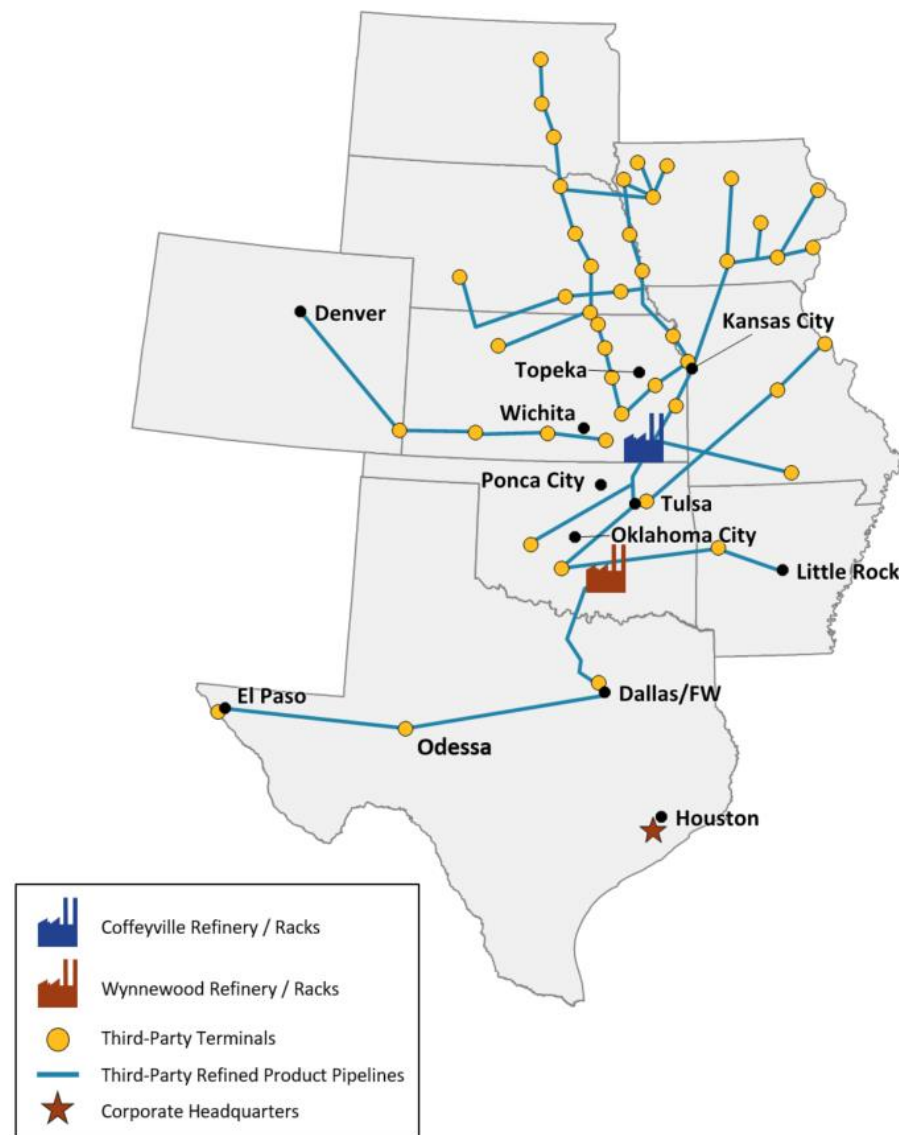 Denver
Kansas City
Topeka
Wichita
Ponca City
Tulsa
Oklahoma City
Little Rock
El Paso
Dallas/FW
Odessa
Houston
Coffeyville Refinery / Racks
Wynnewood Refinery / Racks
Third-Party Terminals
Third-Party Refined Product Pipelines
Corporate Headquarters